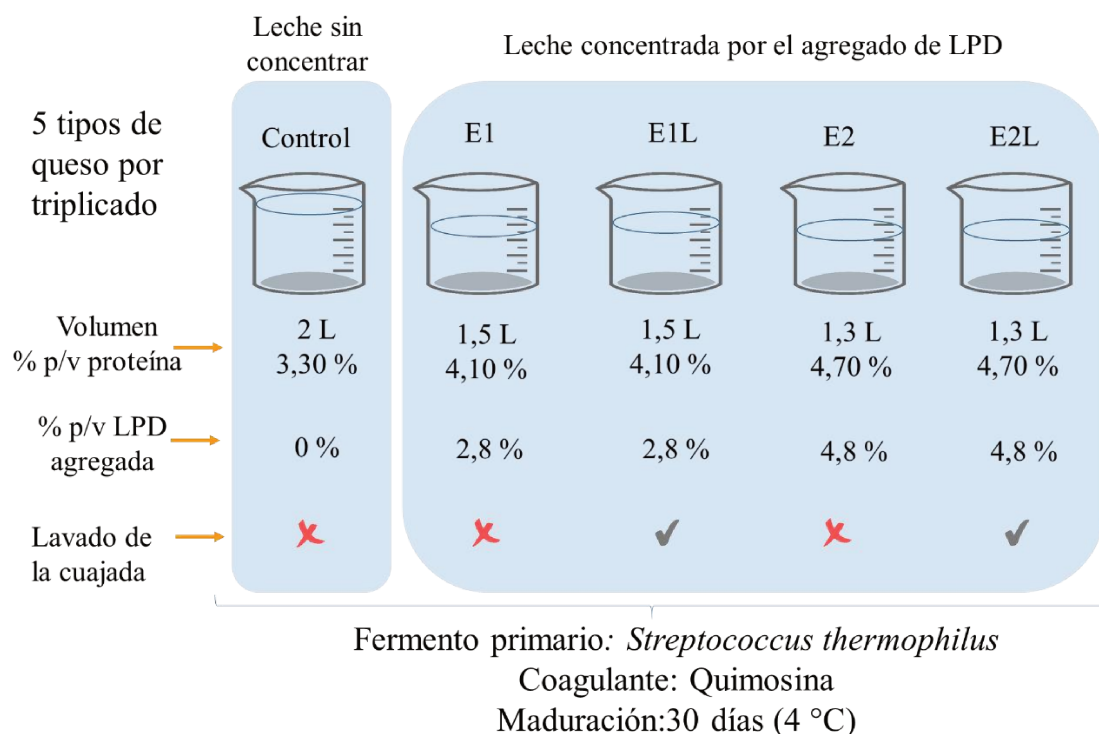 Leche sin
concentrar
Leche concentrada por el agregado de LPD
5 tipos de
queso por
triplicado
Control
E1
E1L
E2
E2L
Volumen
% p/v proteína
2 L
3,30 %
1,5 L
4,10 %
1,5 L
4,10 %
1,3 L
4,70 %
1,3 L
4,70 %
% p/v LPD
agregada
0 %
2,8 %
2,8 %
4,8 %
4,8 %
Lavado de
la cuajada
Fermento primario: Streptococcus thermophilus
Coagulante: Quimosina
Maduración:30 días (4 °C)